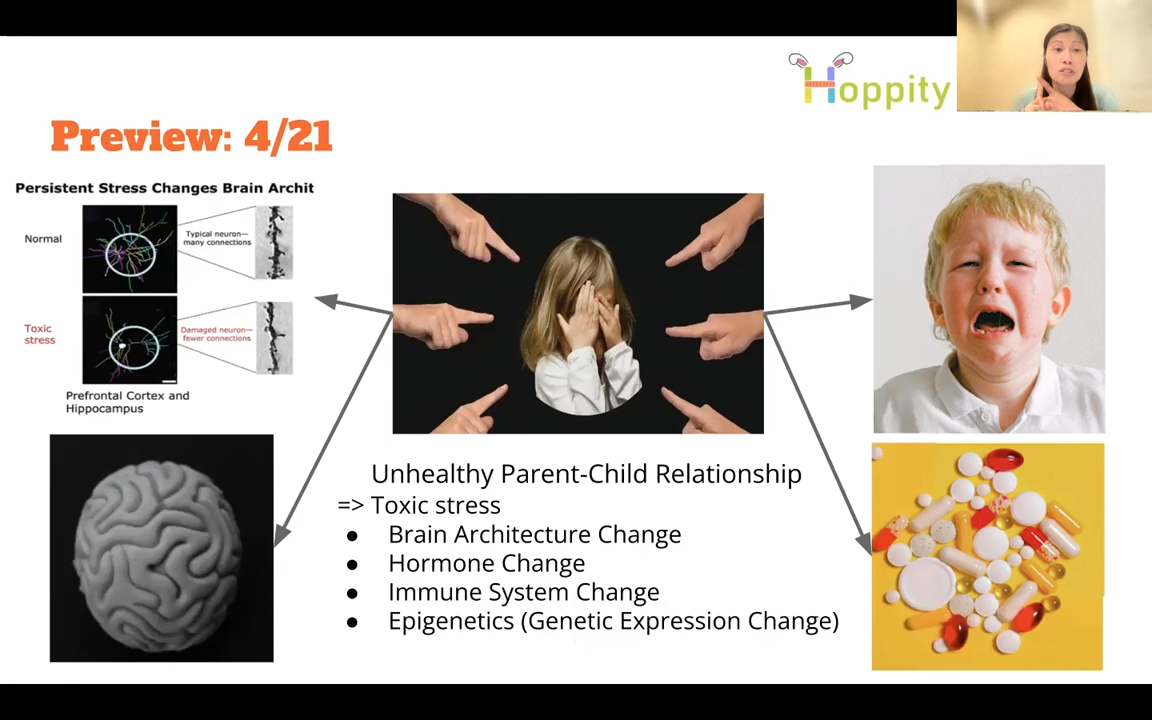 Hoppity
Preview: 4/21
Persistent Stress Changes Brain Archit
Normal
Typical neuron—
many connections
Toxic
stress
Damaged neuron—
fewer connections
Prefrontal Cortex and
Hippocampus
Unhealthy Parent-Child Relationship
=> Toxic stress
● Brain Architecture Change
● Hormone Change
● Immune System Change
● Epigenetics (Genetic Expression Change)